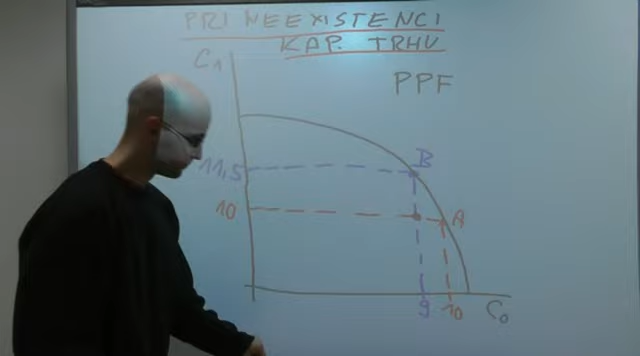 PRI NEEXISTENCI
KAP. TRHU
C₁
PPF
B
11,5
10
A
9
10
C₀